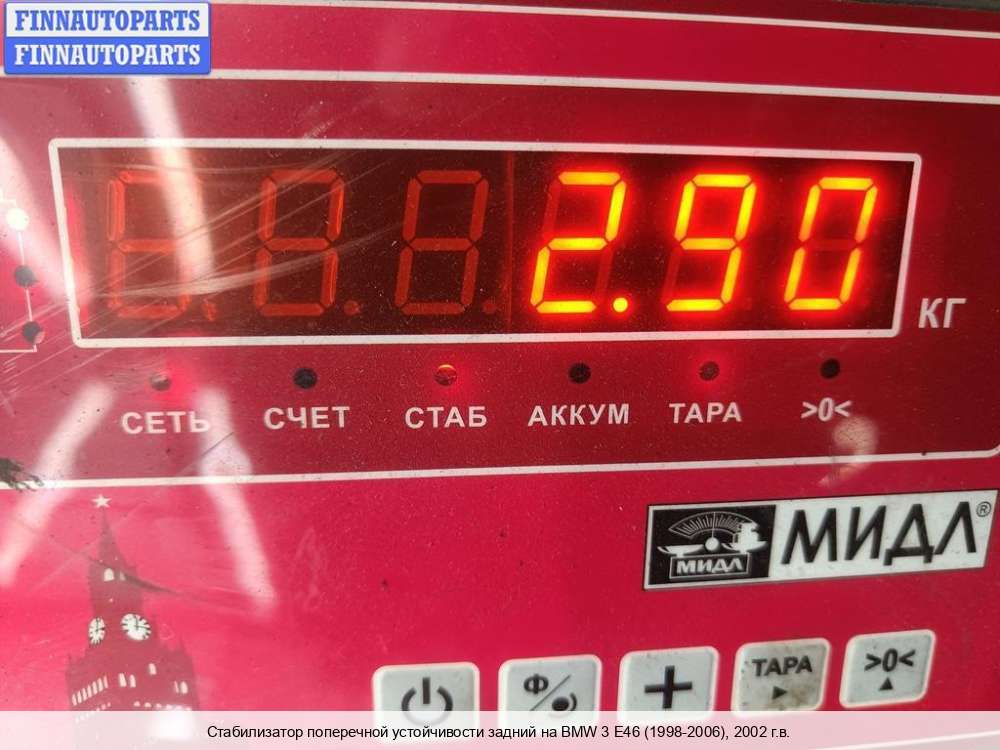 FINNAUTOPARTS
FINNAUTOPARTS
2.90
КГ
СЕТЬ СЧЕТ СТАБ АККУМ ТАРА >0<
МИДЛ МИДЛ®
Ф + ТАРА >0<
Стабилизатор поперечной устойчивости задний на BMW 3 E46 (1998-2006), 2002 г.в.